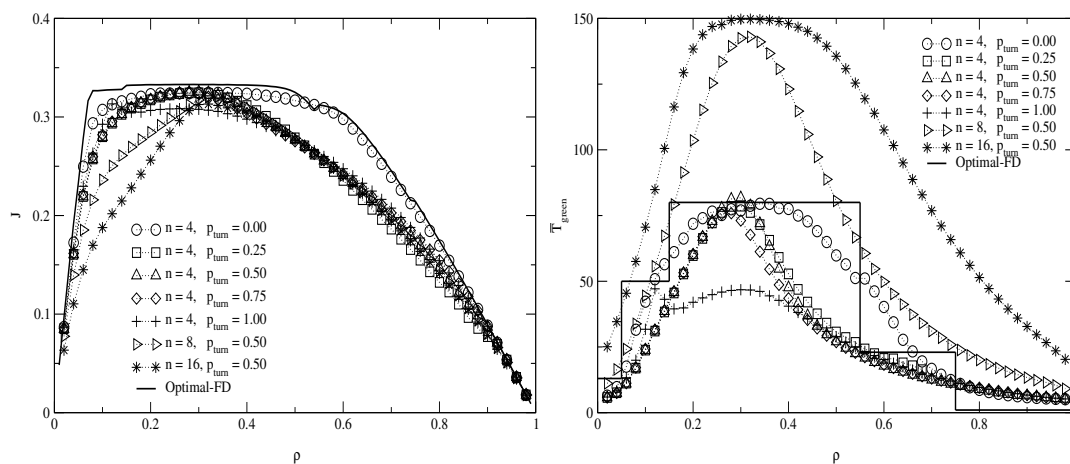 0.4
0.3
0.2
0.1
0
J
0
0.2
0.4
0.6
0.8
1
ρ
n = 4, p_turn = 0.00
n = 4, p_turn = 0.25
n = 4, p_turn = 0.50
n = 4, p_turn = 0.75
n = 4, p_turn = 1.00
n = 8, p_turn = 0.50
n = 16, p_turn = 0.50
Optimal-FD
150
100
50
0
T̅_green
0
0.2
0.4
0.6
0.8
ρ
n = 4, p_turn = 0.00
n = 4, p_turn = 0.25
n = 4, p_turn = 0.50
n = 4, p_turn = 0.75
n = 4, p_turn = 1.00
n = 8, p_turn = 0.50
n = 16, p_turn = 0.50
Optimal-FD